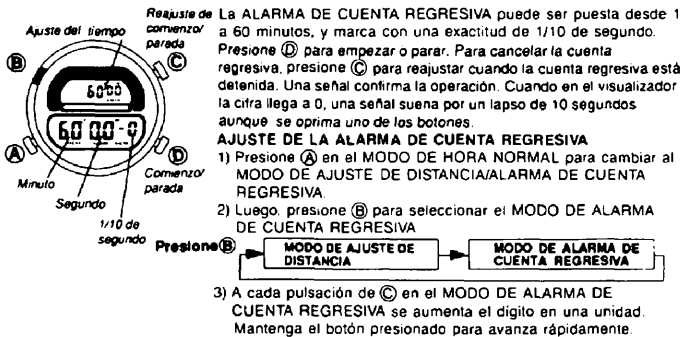 Reajuste de comienzo/ parada
Ajuste del tiempo
B
C
60 00
60 00-0
A
D
Minuto
Comienzo/ parada
Segundo
1/10 de segundo
La ALARMA DE CUENTA REGRESIVA puede ser puesta desde 1
a 60 minutos, y marca con una exactitud de 1/10 de segundo.
Presione D para empezar o parar. Para cancelar la cuenta
regresiva, presione C para reajustar cuando la cuenta regresiva está
detenida. Una señal confirma la operación. Cuando en el visualizador
la cifra llega a 0, una señal suena por un lapso de 10 segundos
aunque se oprima uno de los botones.
AJUSTE DE LA ALARMA DE CUENTA REGRESIVA
1) Presione A en el MODO DE HORA NORMAL para cambiar al
MODO DE AJUSTE DE DISTANCIA/ALARMA DE CUENTA
REGRESIVA.
2) Luego, presione B para seleccionar el MODO DE ALARMA
DE CUENTA REGRESIVA
Presione B
MODO DE AJUSTE DE
DISTANCIA
MODO DE ALARMA DE
CUENTA REGRESIVA
3) A cada pulsación de C en el MODO DE ALARMA DE
CUENTA REGRESIVA se aumenta el dígito en una unidad.
Mantenga el botón presionado para avanza rápidamente.